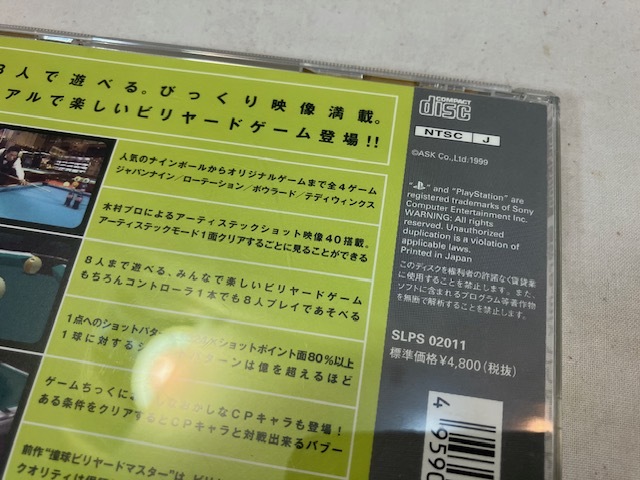 8人で遊べる。びっくり映像満載。
アルで楽しいビリヤードゲーム登場!!
人気のナインボールからオリジナルゲームまで全4ゲーム
ジャパンナイン/ローテーション/ボウラード/テディウィンクス
木村プロによるアーティステックショット映像40搭載。
アーティステックモード1面クリアするごとに見ることができる
8人まで遊べる、みんなで楽しいビリヤードゲーム
もちろんコントローラ1本でも8人プレイであそべる
1点へのショットパターン ×ショットポイント面80%以上
1球に対する ターンは億を超えるほど
ゲームちっくに おかしなCPキャラも登場!
ある条件をクリアするとCPキャラと対戦出来るバブー
前作"撞球ビリヤードマスター"は、ビリ
クオリティは
COMPACT
disc
NTSC J
©ASK Co.,Ltd.1999
" " and "PlayStation" are
registered trademarks of Sony
Computer Entertainment Inc.
WARNING: All rights
reserved. Unauthorized
duplication is a violation of
applicable laws.
Printed in Japan
このディスクを権利者の許諾なく賃貸業
に使用することを禁止します。また、
ソフトに含まれるプログラム等著作物
を無断で解析することを禁止します。
SLPS 02011
標準価格¥4,800(税抜)
4 9590